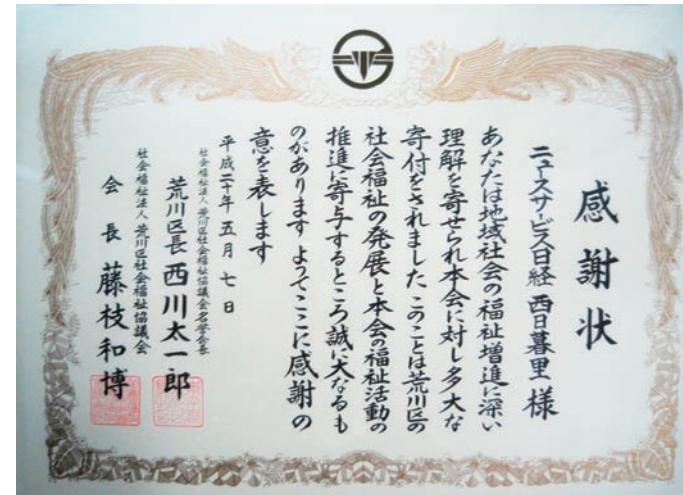 感謝状
ニュースサービス日経 西日暮里 様
あなたは地域社会の福祉増進に深い
理解を寄せられ本会に対し多大な
寄付をされました このことは荒川区の
社会福祉の発展と本会の福祉活動の
推進に寄与するところ誠に大なるも
のがあります よってここに感謝の
意を表します
平成二十年五月七日
社会福祉法人 荒川区社会福祉協議会名誉会長
荒川区長 西川太一郎
社会福祉法人 荒川区社会福祉協議会
会長 藤枝和博